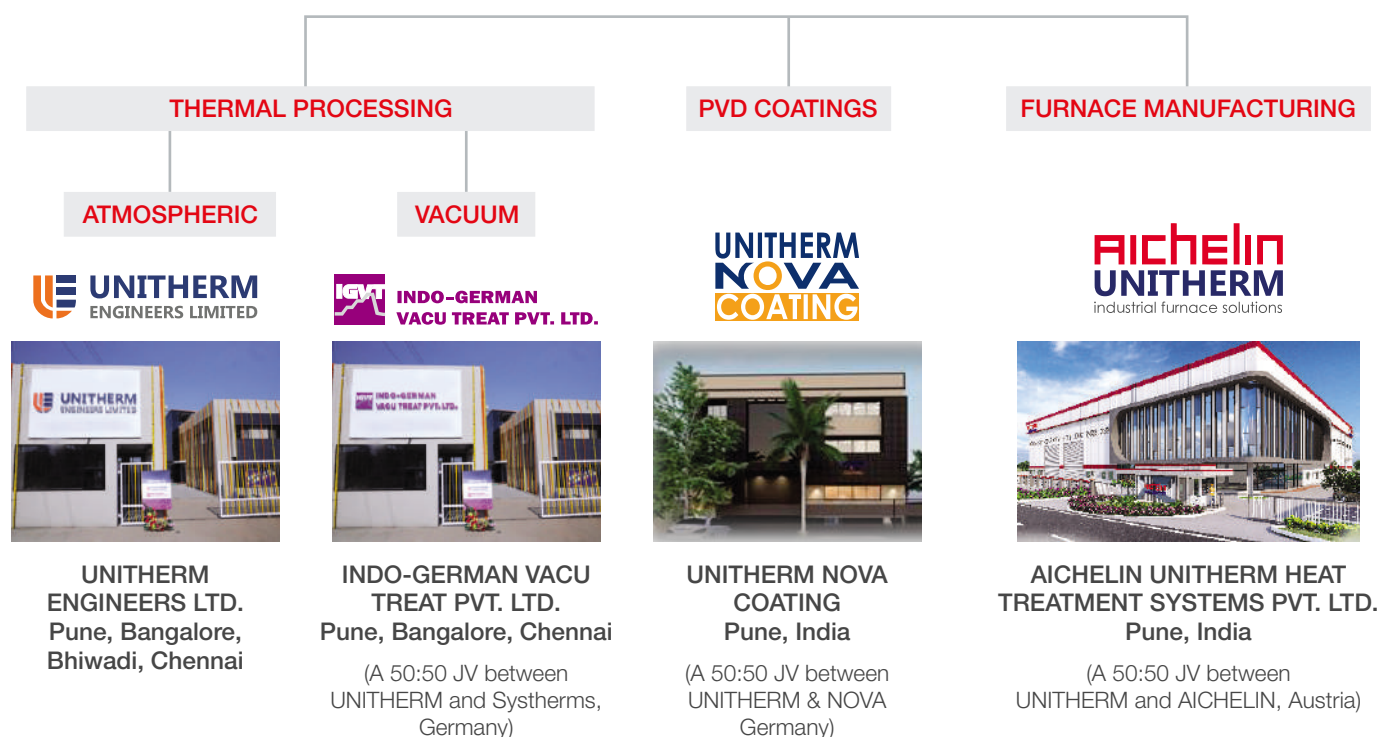 THERMAL PROCESSING
PVD COATINGS
FURNACE MANUFACTURING
ATMOSPHERIC
VACUUM
UNITHERM
ENGINEERS LIMITED
IGVT
INDO-GERMAN
VACU TREAT PVT. LTD.
UNITHERM
NOVA
COATING
AICHELIN
UNITHERM
industrial furnace solutions
UNITHERM
ENGINEERS LIMITED
IGVT
INDO-GERMAN
VACU TREAT PVT. LTD.
UNITHERM
ENGINEERS LTD.
Pune, Bangalore,
Bhiwadi, Chennai
INDO-GERMAN VACU
TREAT PVT. LTD.
Pune, Bangalore, Chennai
(A 50:50 JV between
UNITHERM and Systherms,
Germany)
UNITHERM NOVA
COATING
Pune, India
(A 50:50 JV between
UNITHERM & NOVA
Germany)
AICHELIN UNITHERM HEAT
TREATMENT SYSTEMS PVT. LTD.
Pune, India
(A 50:50 JV between
UNITHERM and AICHELIN, Austria)